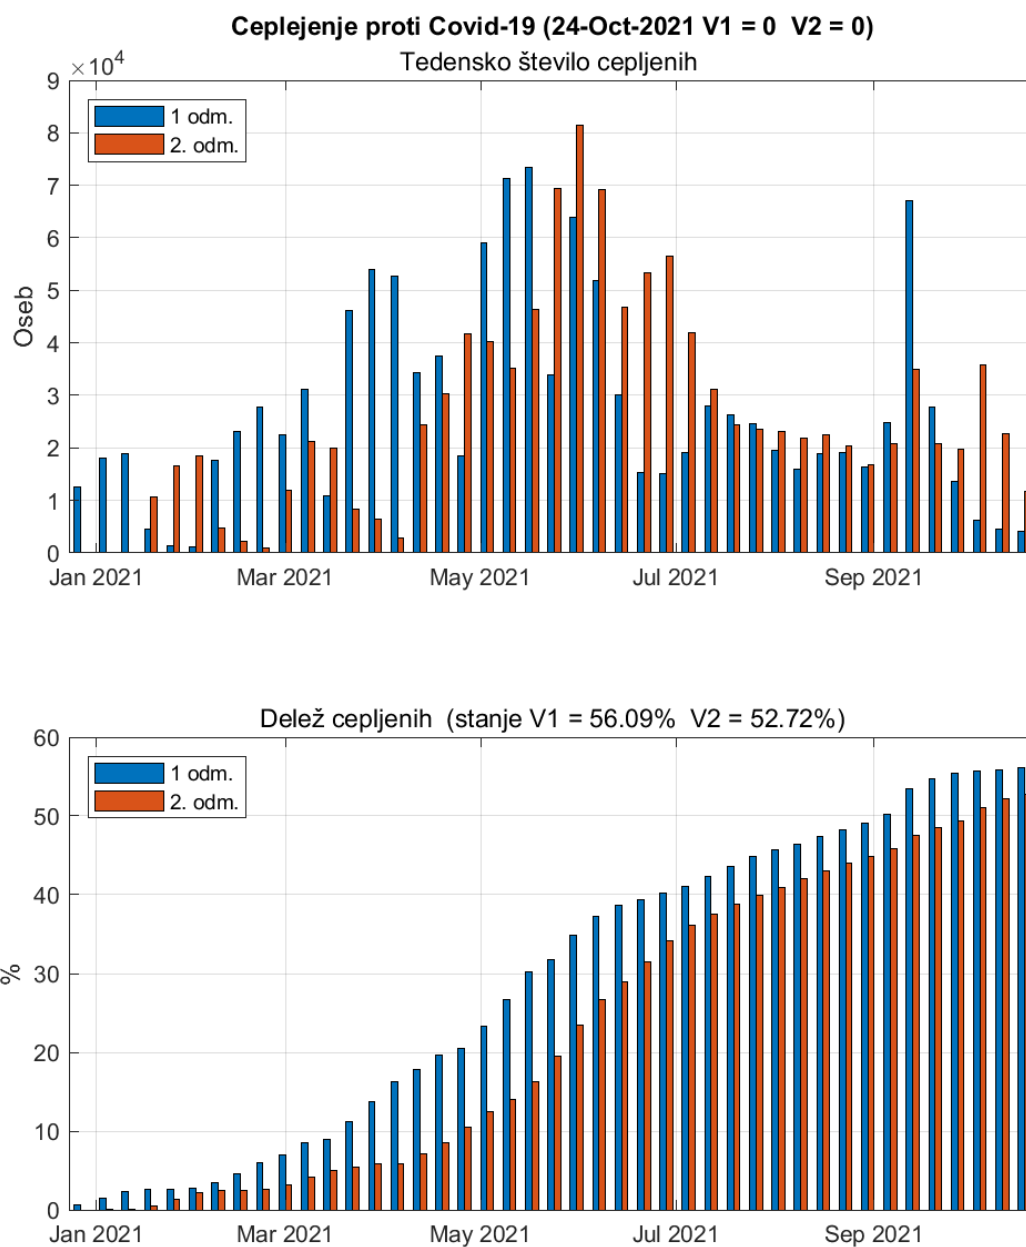 Ceplejenje proti Covid-19 (24-Oct-2021 V1 = 0 V2 = 0)
×10⁴
Tedensko število cepljenih
1 odm.
2. odm.
Oseb
9
8
7
6
5
4
3
2
1
0
Jan 2021
Mar 2021
May 2021
Jul 2021
Sep 2021
Delež cepljenih (stanje V1 = 56.09% V2 = 52.72%)
1 odm.
2. odm.
%
60
50
40
30
20
10
0
Jan 2021
Mar 2021
May 2021
Jul 2021
Sep 2021